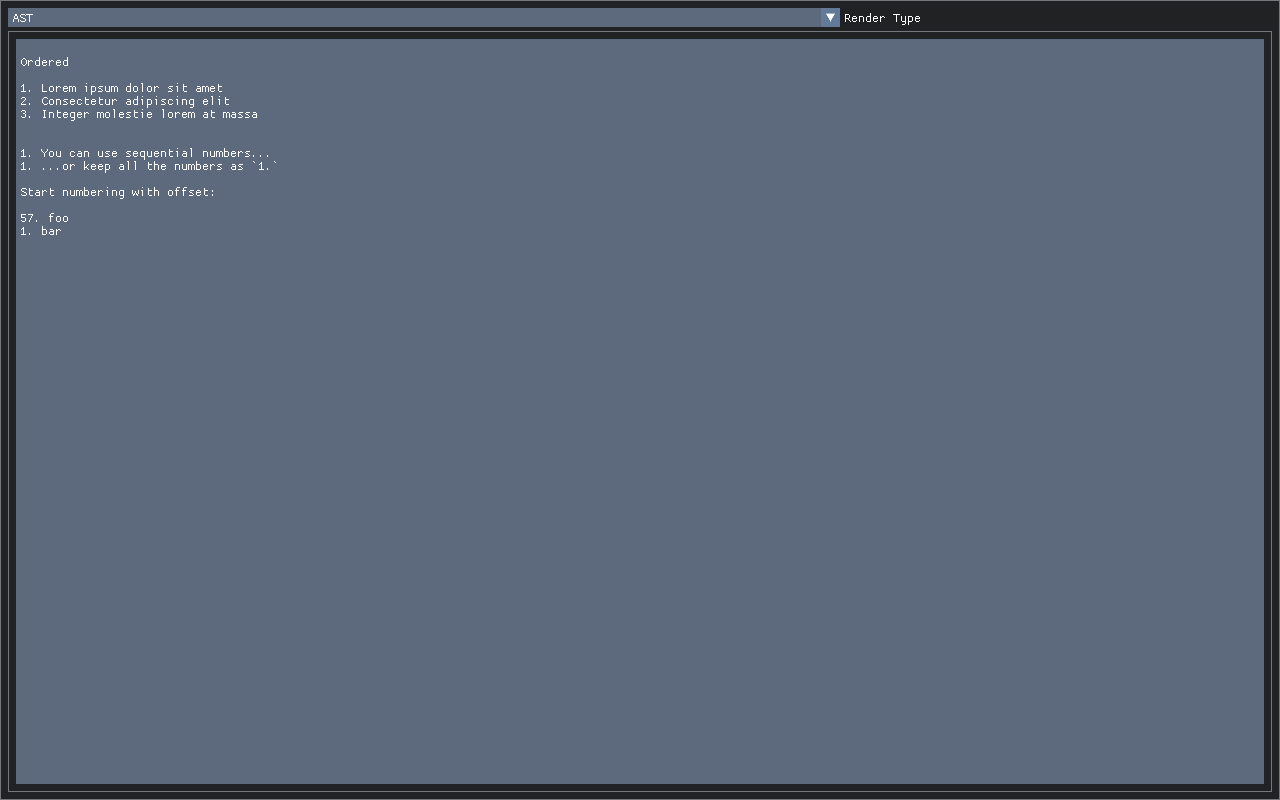 AST
Render Type
Ordered
1. Lorem ipsum dolor sit amet
2. Consectetur adipiscing elit
3. Integer molestie lorem at massa
1. You can use sequential numbers...
1. ...or keep all the numbers as `1.`
Start numbering with offset:
57. foo
1. bar